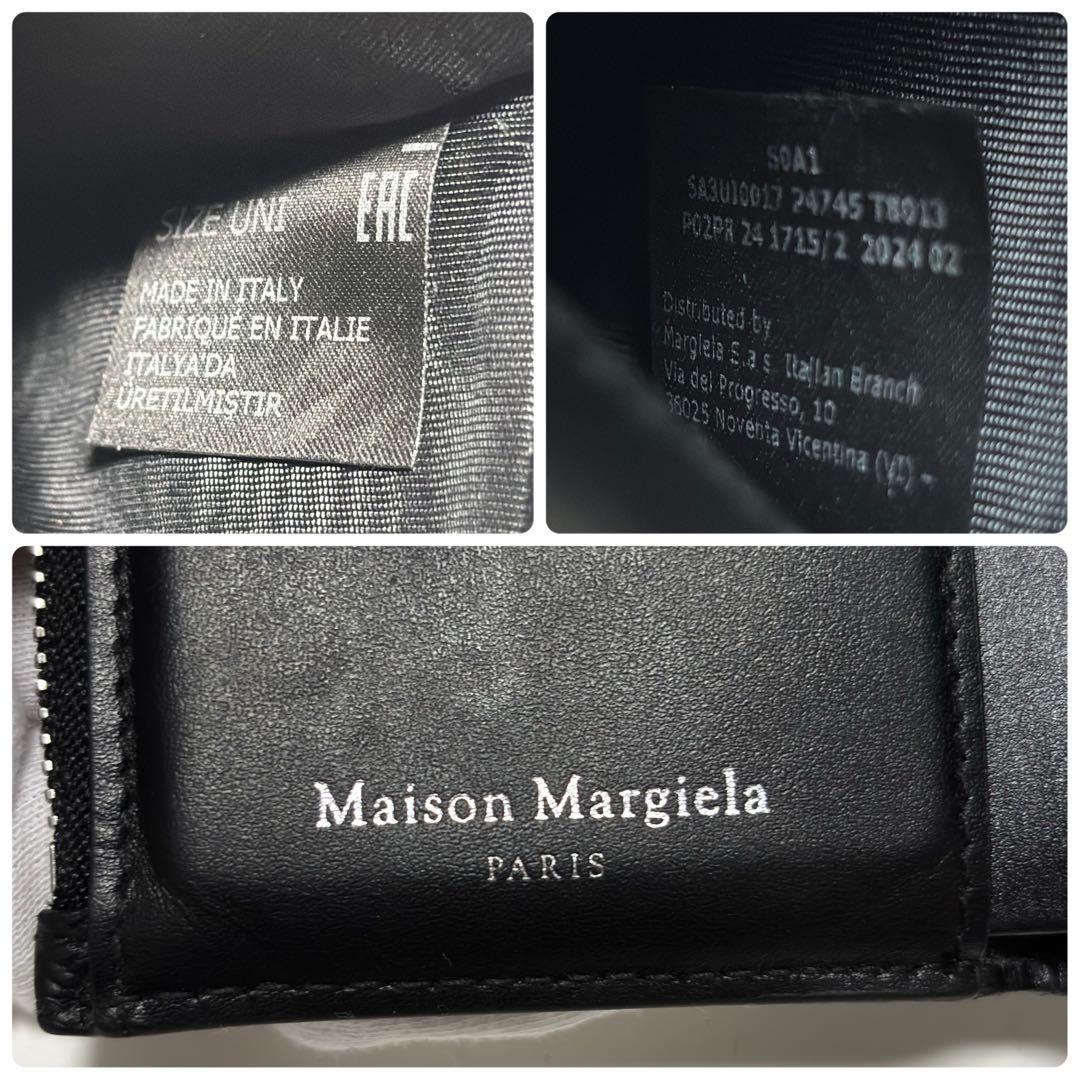 SIZE UNI
EAC
MADE IN ITALY
FABRIQUÉ EN ITALIE
ITALYA'DA
ÜRETILMISTIR
S0A1
SA3UI0017 P4745 T8013
P02PR 24 1715/2 2024 02
Distributed by
Margiela S.a.s Italian Branch
Via del Progresso, 10
36025 Noventa Vicentina (VI) -
Maison Margiela
PARIS